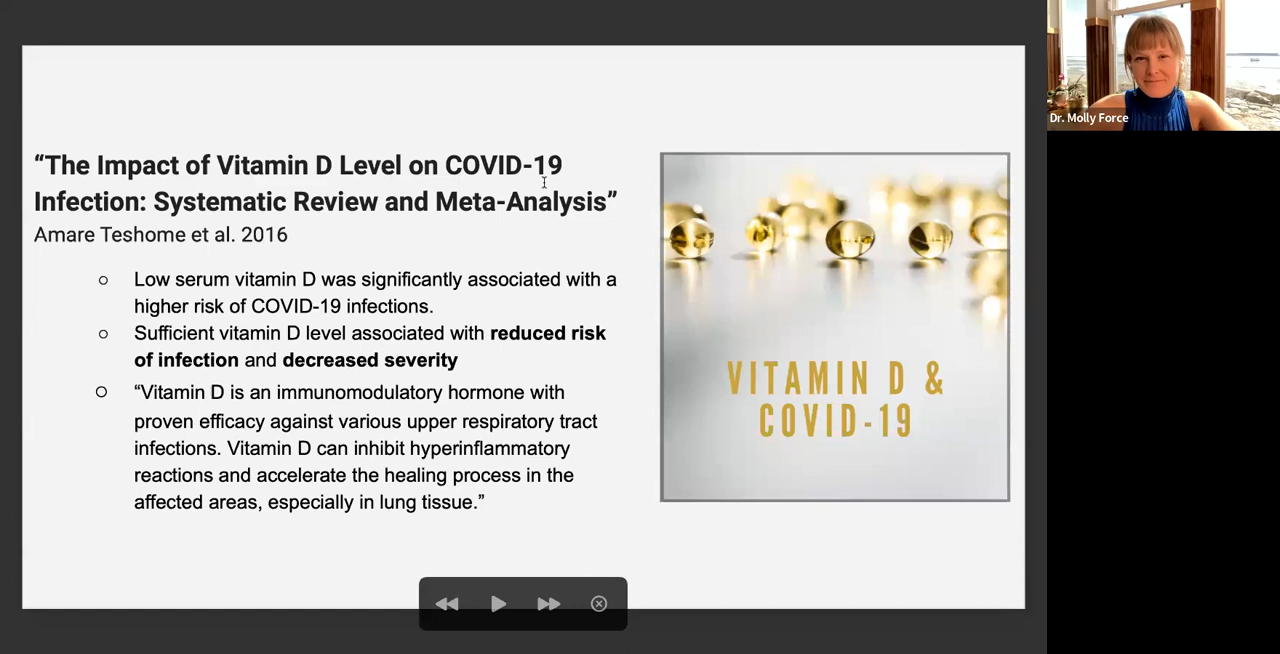 “The Impact of Vitamin D Level on COVID-19
Infection: Systematic Review and Meta-Analysis”
Amare Teshome et al. 2016
○ Low serum vitamin D was significantly associated with a
higher risk of COVID-19 infections.
○ Sufficient vitamin D level associated with reduced risk
of infection and decreased severity
○ “Vitamin D is an immunomodulatory hormone with
proven efficacy against various upper respiratory tract
infections. Vitamin D can inhibit hyperinflammatory
reactions and accelerate the healing process in the
affected areas, especially in lung tissue.”
VITAMIN D &
COVID-19
Dr. Molly Force